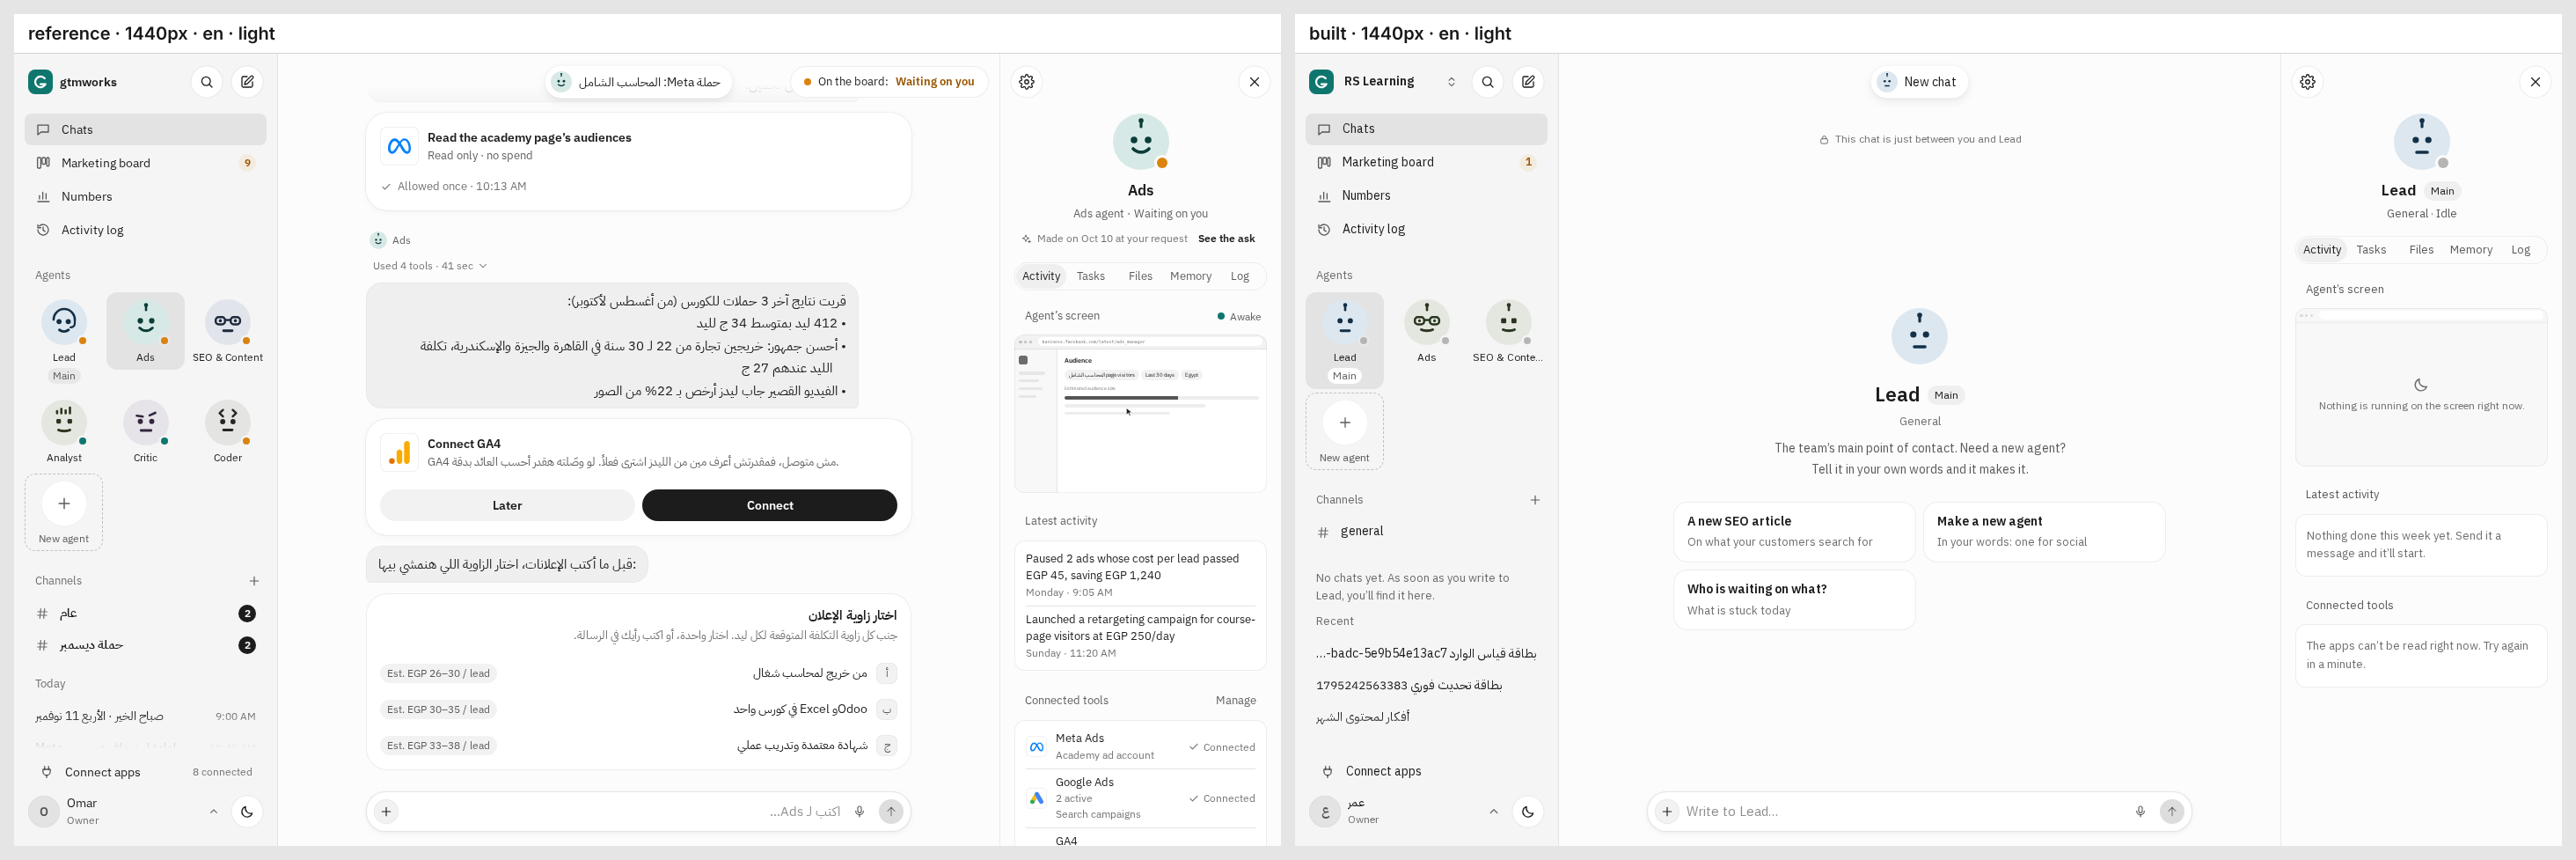 reference · 1440px · en · light
gtmworks
Chats
Marketing board 9
Numbers
Activity log
Agents
Lead
Main
Ads
SEO & Content
Analyst
Critic
Coder
New agent
Channels
عام 2
حملة ديسمبر 2
Today
صباح الخير · الأربع 11 نوفمبر 9:00 AM
Connect apps 8 connected
O
Omar
Owner
حملة Meta: المحاسب الشامل
On the board: Waiting on you
Read the academy page's audiences
Read only · no spend
Allowed once · 10:13 AM
Ads
Used 4 tools · 41 sec
قريت نتايج آخر 3 حملات للكورس (من أغسطس لأكتوبر):
• 412 ليد بمتوسط 34 ج لليد
• أحسن جمهور: خريجين تجارة من 22 لـ 30 سنة في القاهرة والجيزة والإسكندرية، تكلفة
الليد عندهم 27 ج
• الفيديو القصير جاب ليدز أرخص بـ 22% من الصور
Connect GA4
GA4 مش متوصل، فمقدرتش أعرف مين من الليدز اشترى فعلاً. لو وصّلته هقدر أحسب العائد بدقة.
Later
Connect
قبل ما أكتب الإعلانات، اختار الزاوية اللي هنمشي بيها:
اختار زاوية الإعلان
جنب كل زاوية التكلفة المتوقعة لكل ليد. اختار واحدة، أو اكتب رأيك في الرسالة.
أ من خريج لمحاسب شغال Est. EGP 26–30 / lead
ب Odoo و Excel في كورس واحد Est. EGP 30–35 / lead
ج شهادة معتمدة وتدريب عملي Est. EGP 33–38 / lead
اكتب لـ Ads...
Ads
Ads agent · Waiting on you
Made on Oct 10 at your request See the ask
Activity Tasks Files Memory Log
Agent's screen Awake
business.facebook.com/latest/ads_manager
Audience
المحاسب الشامل page visitors Last 30 days Egypt
Estimated audience size
Latest activity
Paused 2 ads whose cost per lead passed
EGP 45, saving EGP 1,240
Monday · 9:05 AM
Launched a retargeting campaign for course-
page visitors at EGP 250/day
Sunday · 11:20 AM
Connected tools Manage
Meta Ads
Academy ad account
Connected
Google Ads
2 active
Search campaigns
Connected
GA4
built · 1440px · en · light
RS Learning
Chats
Marketing board 1
Numbers
Activity log
Agents
Lead
Main
Ads
SEO & Conte...
New agent
Channels
general
No chats yet. As soon as you write to
Lead, you'll find it here.
Recent
بطاقة قياس الوارد badc-5e9b54e13ac7-...
بطاقة تحديث فوري 1795242563383
أفكار لمحتوى الشهر
Connect apps
ع
عمر
Owner
New chat
This chat is just between you and Lead
Lead Main
General
The team's main point of contact. Need a new agent?
Tell it in your own words and it makes it.
A new SEO article
On what your customers search for
Make a new agent
In your words: one for social
Who is waiting on what?
What is stuck today
Write to Lead...
Lead Main
General · Idle
Activity Tasks Files Memory Log
Agent's screen
Nothing is running on the screen right now.
Latest activity
Nothing done this week yet. Send it a
message and it'll start.
Connected tools
The apps can't be read right now. Try again
in a minute.